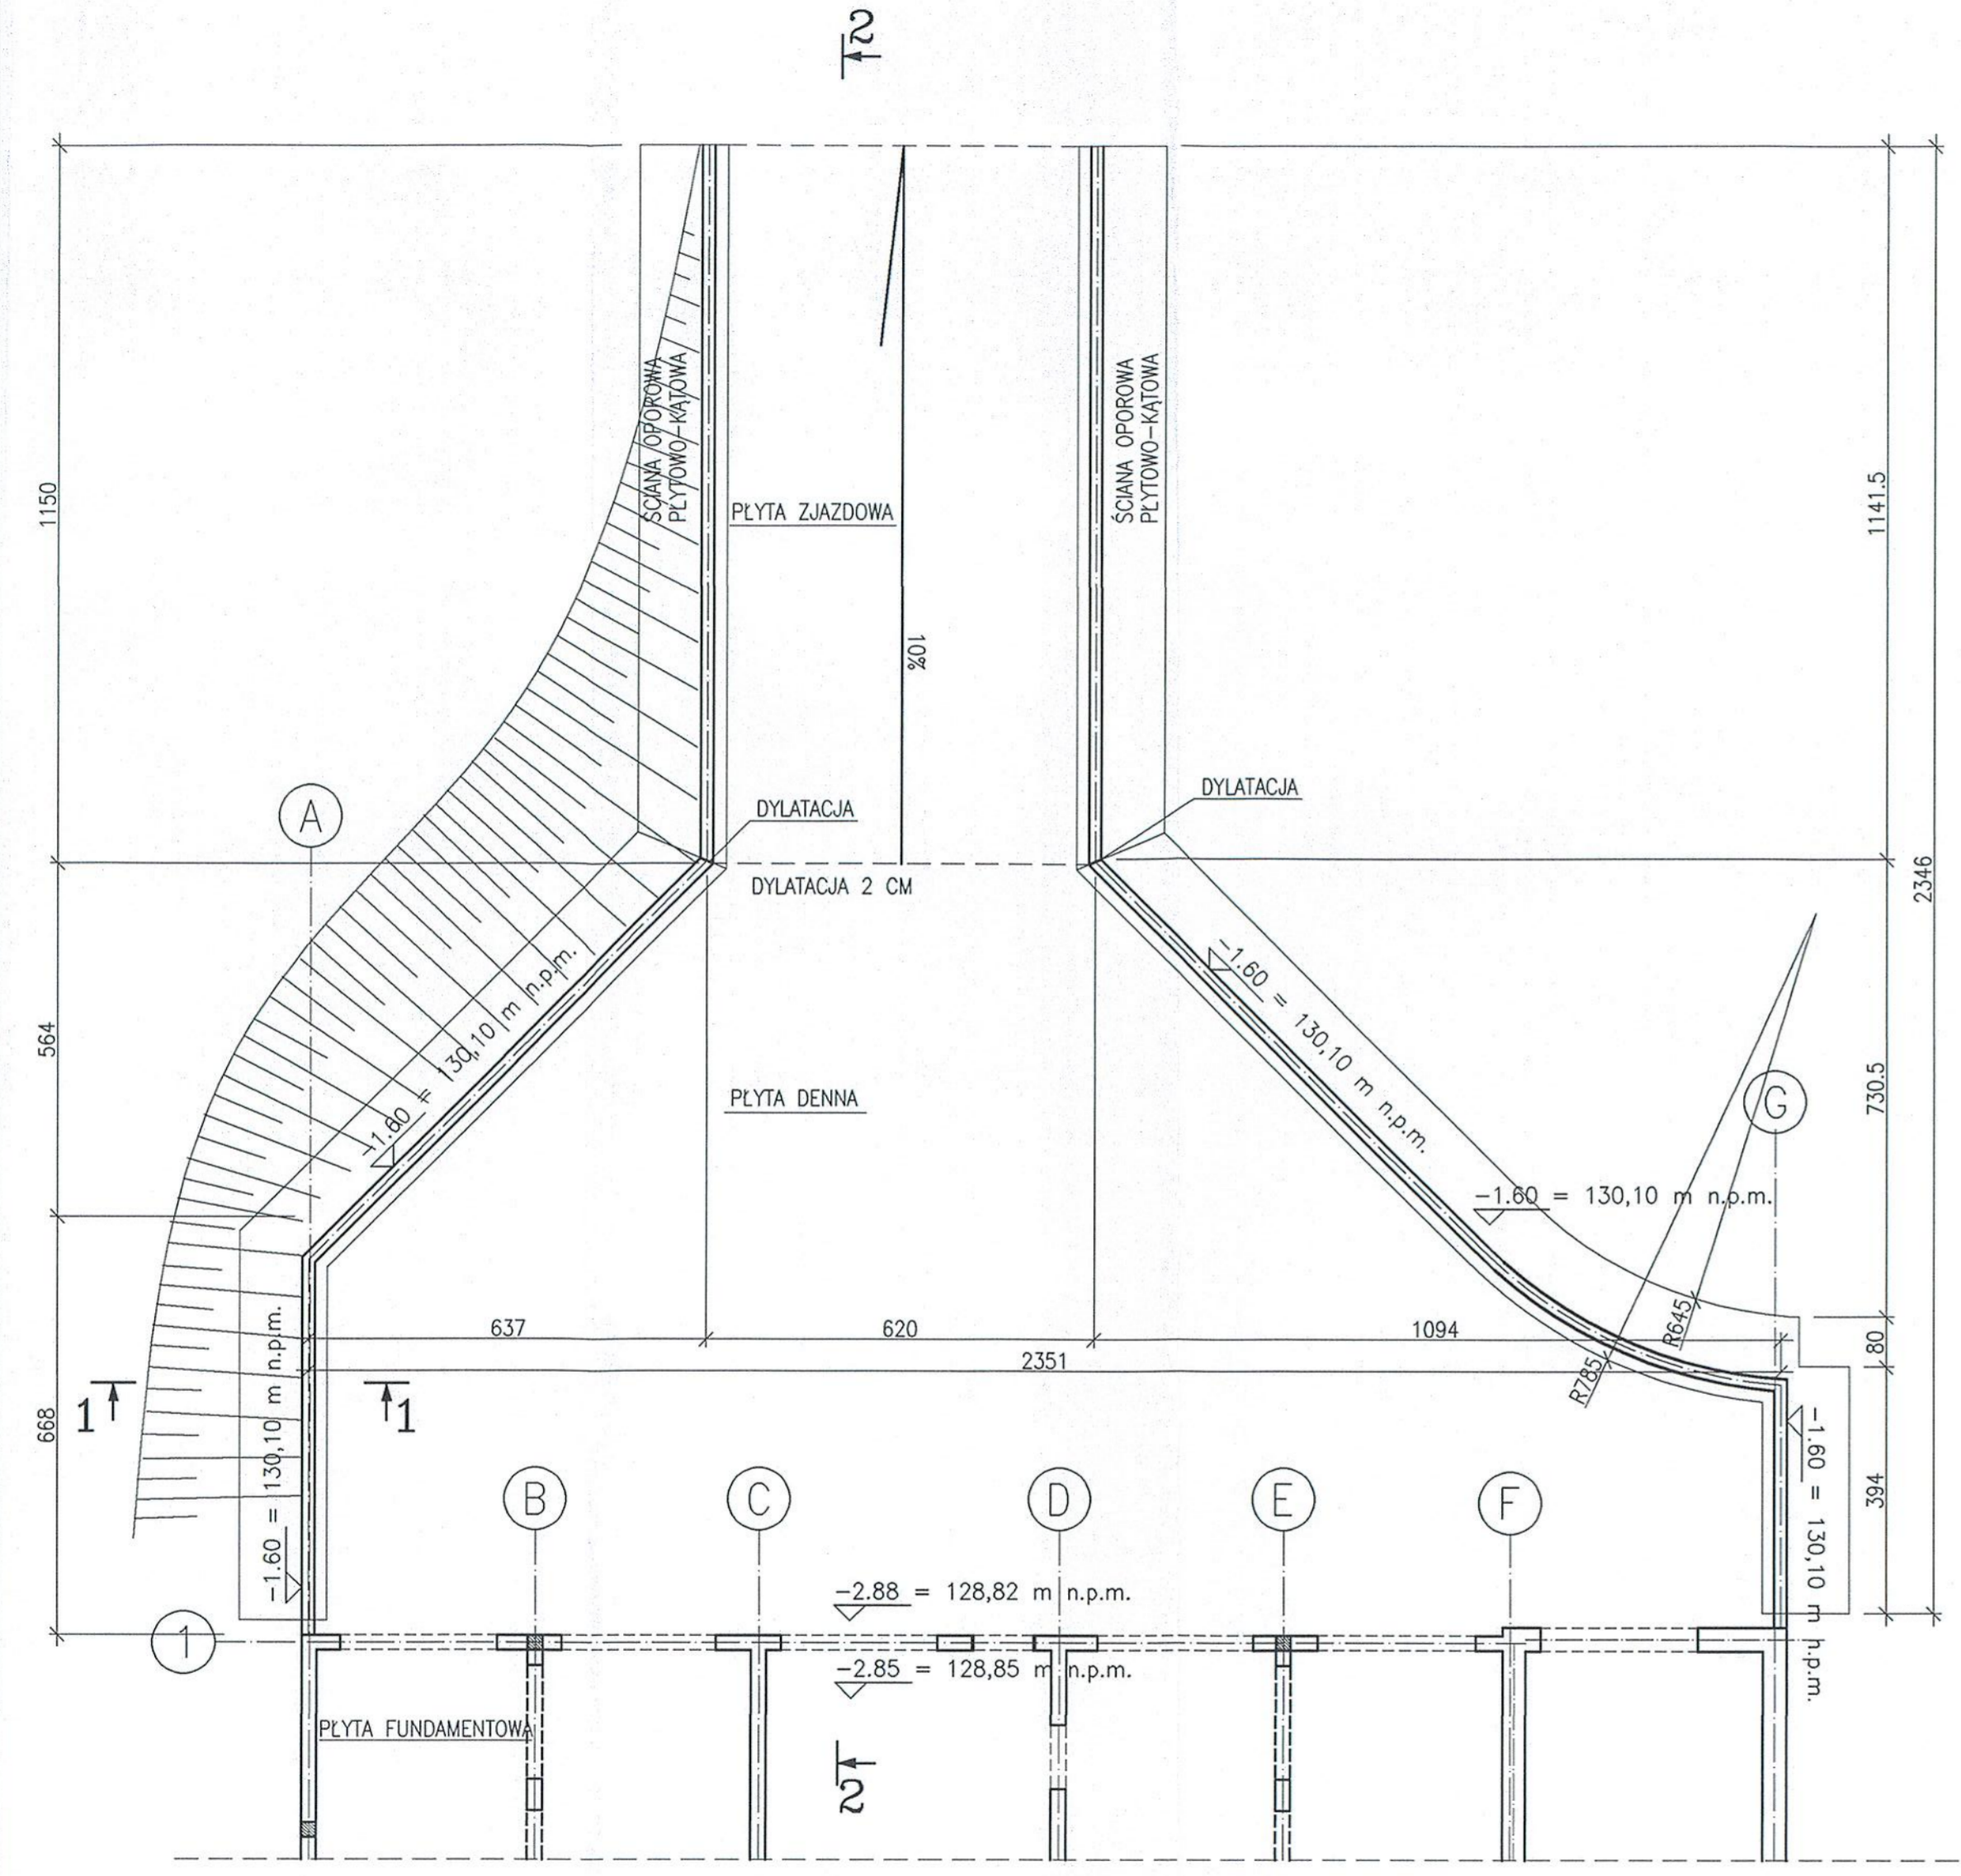 2
ŚCIANA OPOROWA
PŁYTOWO-KĄTOWA
PŁYTA ZJAZDOWA
ŚCIANA OPOROWA
PŁYTOWO-KĄTOWA
1150
1141.5
10%
A
DYLATACJA
DYLATACJA
DYLATACJA 2 CM
2346
-1.60 = 130,10 m n.p.m.
-1.60 = 130,10 m n.p.m.
564
PŁYTA DENNA
730.5
G
-1.60 = 130,10 m n.p.m.
637
620
1094
2351
R645
R785
80
1
1
668
-1.60 = 130,10 m n.p.m.
-1.60 = 130,10 m n.p.m.
394
B
C
D
E
F
-2.88 = 128,82 m n.p.m.
1
-2.85 = 128,85 m n.p.m.
PŁYTA FUNDAMENTOWA
2